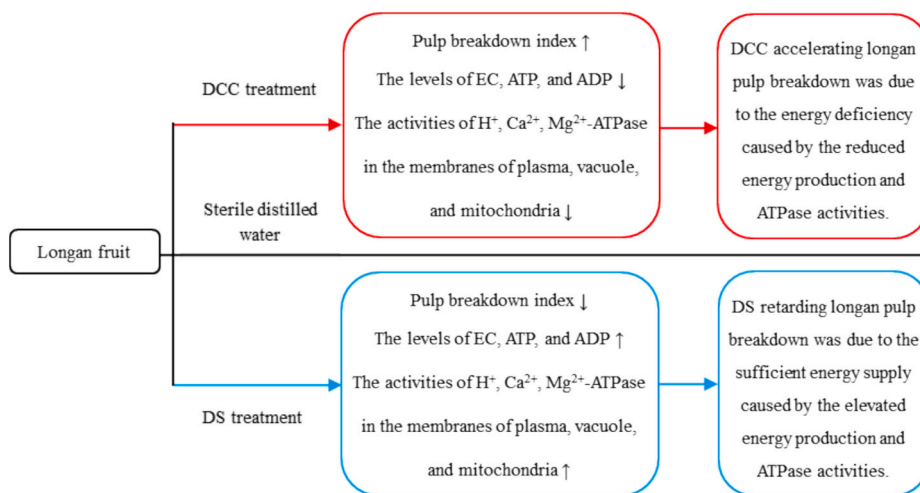 Longan fruit
DCC treatment
Sterile distilled
water
DS treatment
Pulp breakdown index ↑
The levels of EC, ATP, and ADP ↓
The activities of H⁺, Ca²⁺, Mg²⁺-ATPase
in the membranes of plasma, vacuole,
and mitochondria ↓
DCC accelerating longan
pulp breakdown was due
to the energy deficiency
caused by the reduced
energy production and
ATPase activities.
Pulp breakdown index ↓
The levels of EC, ATP, and ADP ↑
The activities of H⁺, Ca²⁺, Mg²⁺-ATPase
in the membranes of plasma, vacuole,
and mitochondria ↑
DS retarding longan pulp
breakdown was due to the
sufficient energy supply
caused by the elevated
energy production and
ATPase activities.